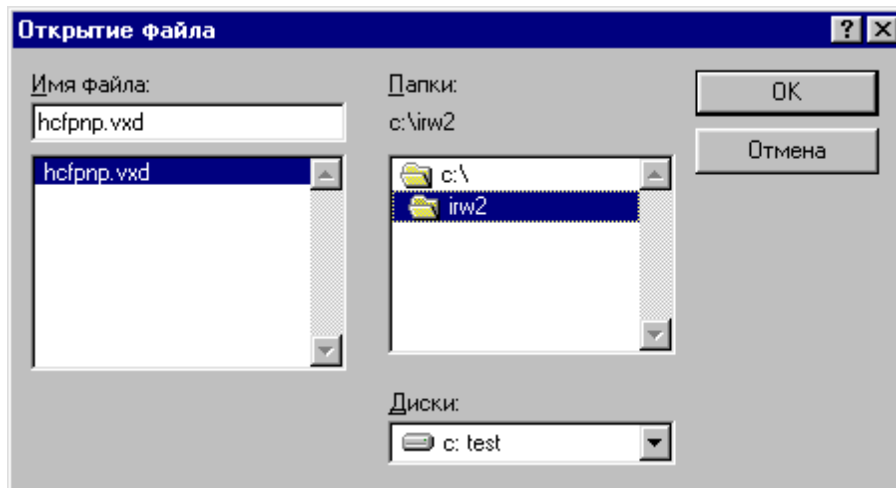 Открытие файла
Имя файла:
hcfpnp.vxd
hcfpnp.vxd
Папки:
c:\irw2
c:\
irw2
Диски:
c: test
OK
Отмена